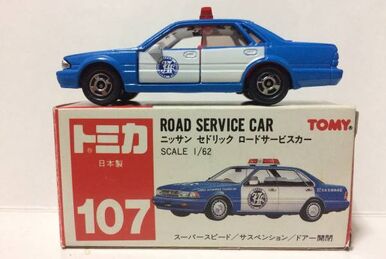 トミカ
日本製
107
ROAD SERVICE CAR
TOMY
ニッサン セドリック ロードサービスカー
SCALE 1/62
スーパースピード/サスペンション/ドアー開閉